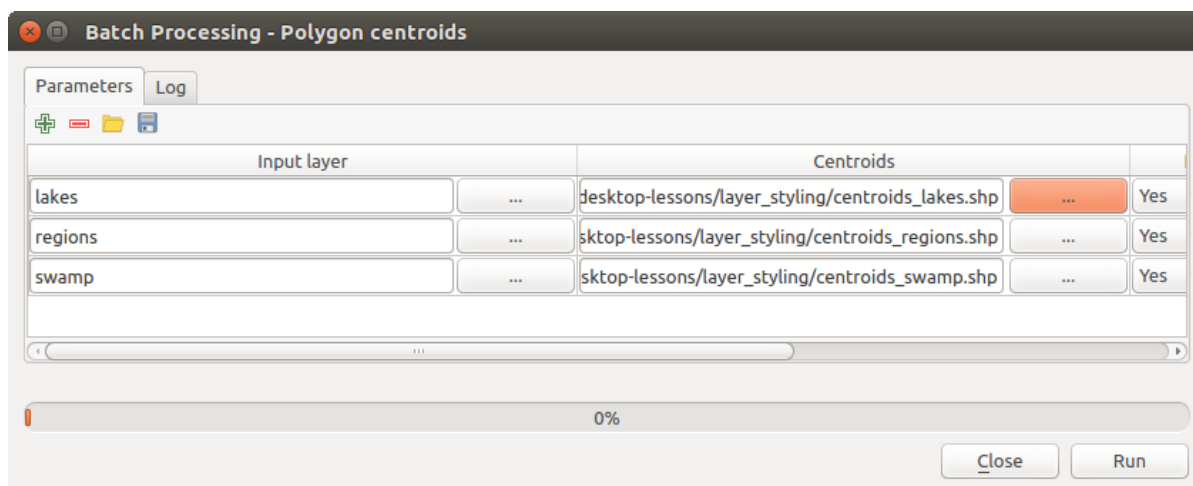 Batch Processing - Polygon centroids
Parameters Log
Input layer Centroids
lakes ... desktop-lessons/layer_styling/centroids_lakes.shp ... Yes
regions ... sktop-lessons/layer_styling/centroids_regions.shp ... Yes
swamp ... sktop-lessons/layer_styling/centroids_swamp.shp ... Yes
0%
Close Run